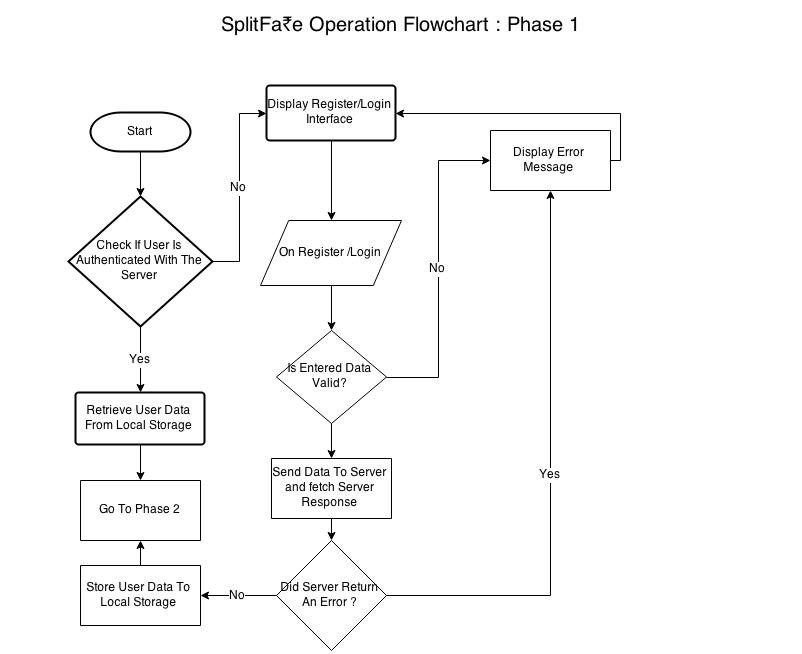 SplitFa₹e Operation Flowchart : Phase 1
Start
Check If User Is
Authenticated With The
Server
No
Yes
Retrieve User Data
From Local Storage
Go To Phase 2
Store User Data To
Local Storage
Display Register/Login
Interface
On Register /Login
Is Entered Data
Valid?
No
Send Data To Server
and fetch Server
Response
Did Server Return
An Error ?
No
Yes
Display Error
Message